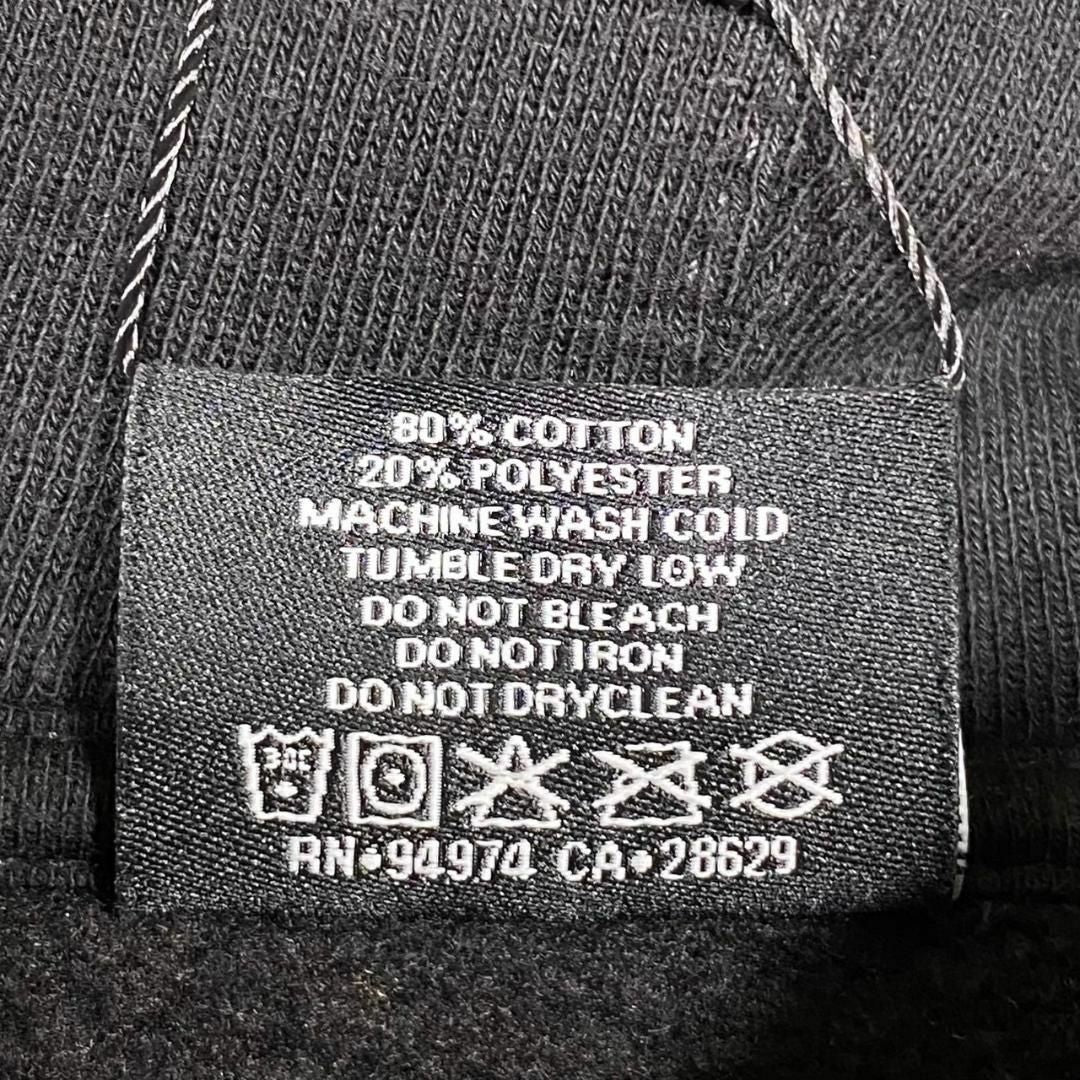 80% COTTON
20% POLYESTER
MACHINE WASH COLD
TUMBLE DRY LOW
DO NOT BLEACH
DO NOT IRON
DO NOT DRYCLEAN
30C
RN•94974 CA•28629